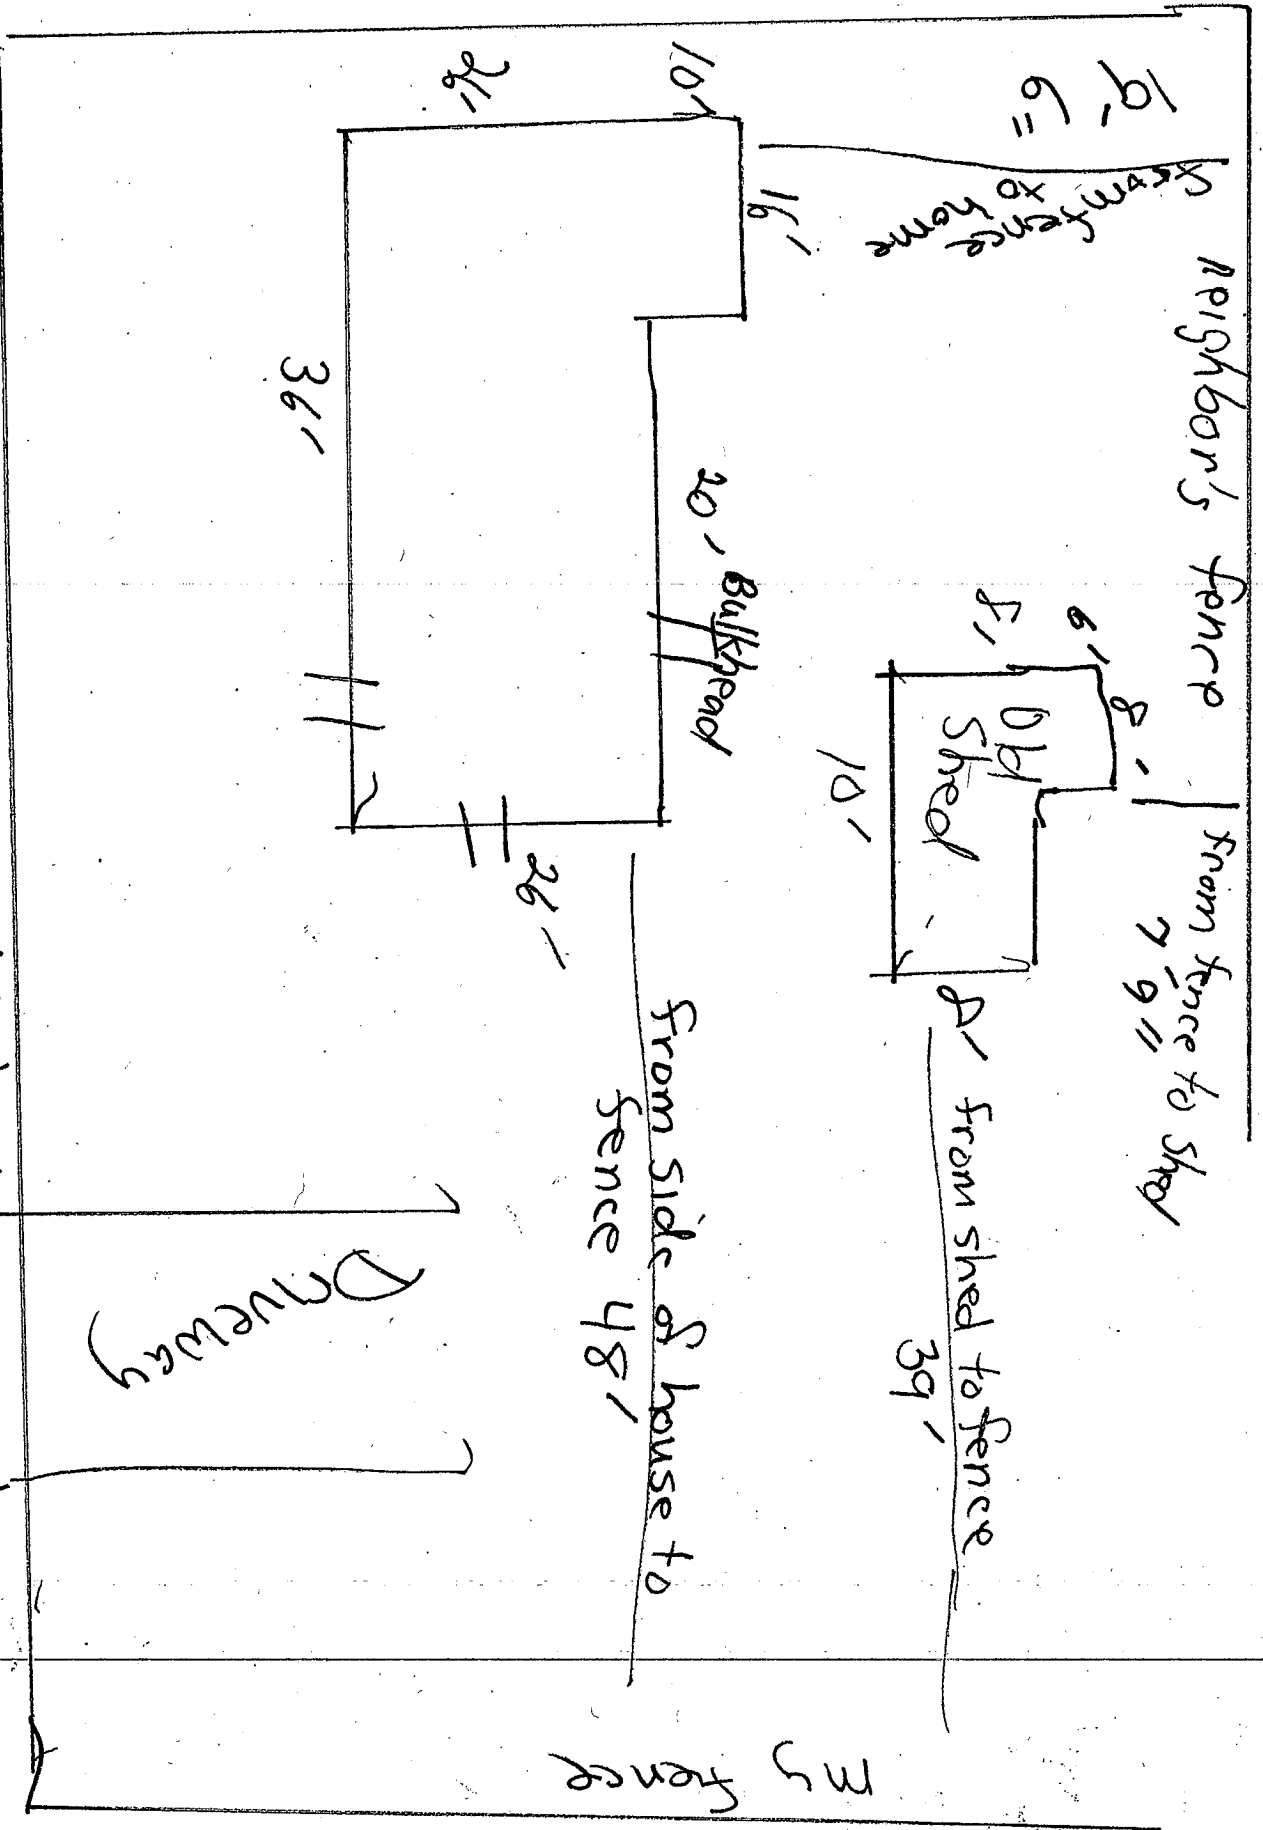 Neighbor's fence
19' 6"
from fence
to home
from fence to shed
7' 9"
6'
8'
8'
Old
Shed
10'
8'
from shed to fence
39'
10'
16'
20'
Bulkhead
26'
36'
from side of house to
fence 48'
Driveway
my fence